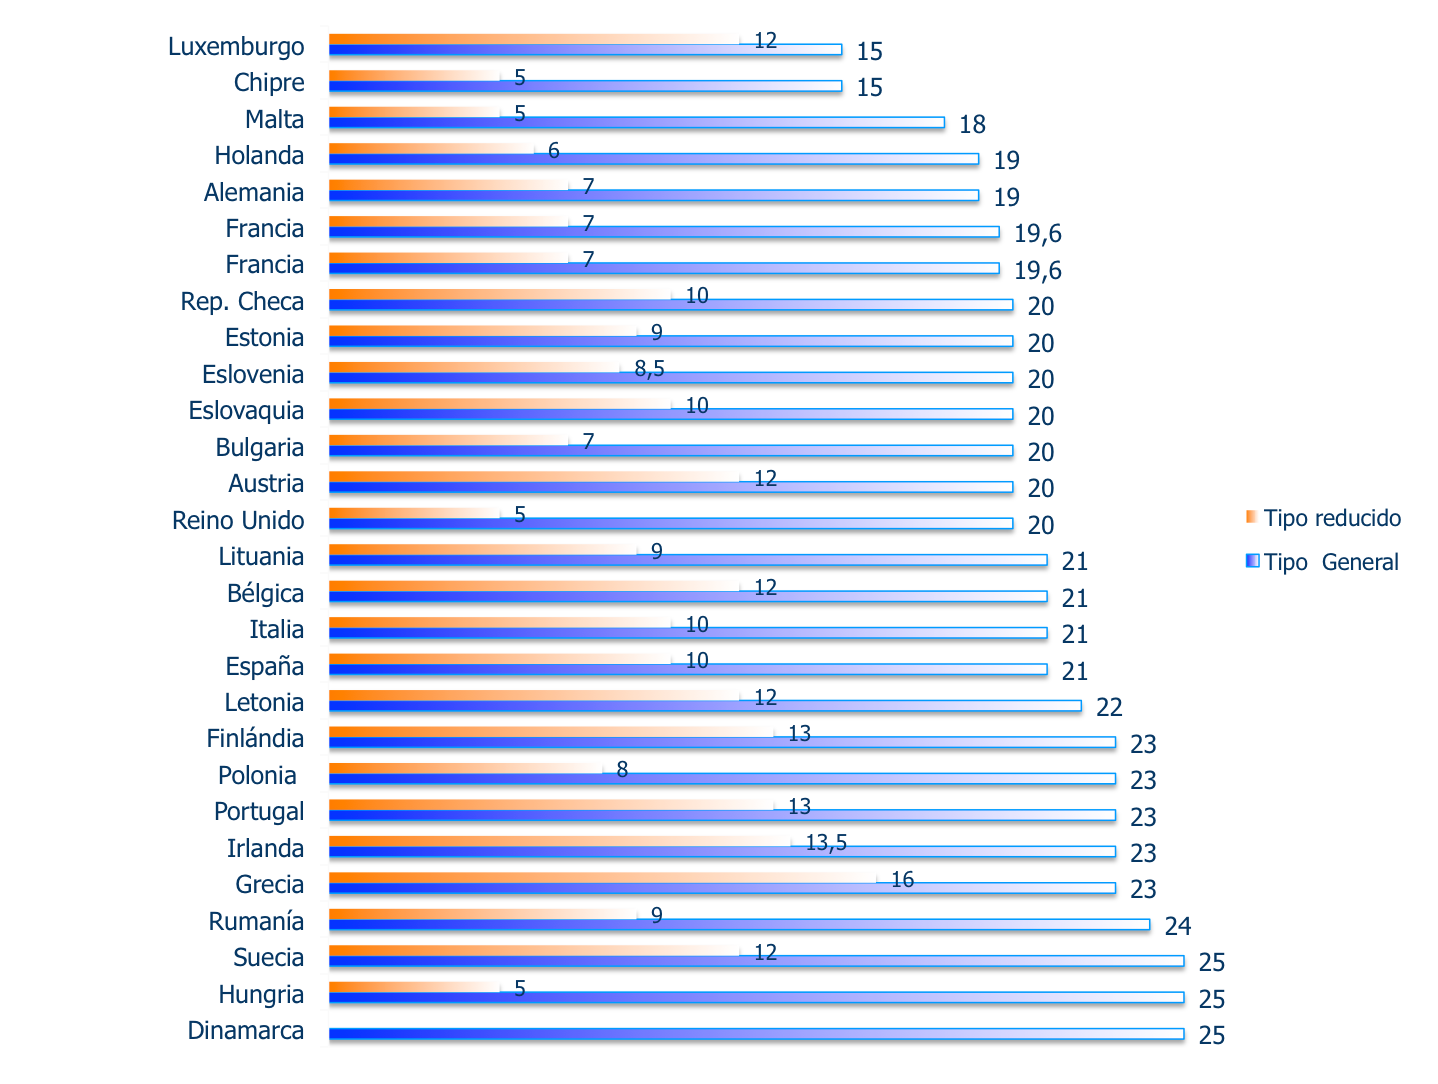 Luxemburgo 12 15
Chipre 5 15
Malta 5 18
Holanda 6 19
Alemania 7 19
Francia 7 19,6
Francia 7 19,6
Rep. Checa 10 20
Estonia 9 20
Eslovenia 8,5 20
Eslovaquia 10 20
Bulgaria 7 20
Austria 12 20
Reino Unido 5 20
Lituania 9 21
Bélgica 12 21
Italia 10 21
España 10 21
Letonia 12 22
Finlándia 13 23
Polonia 8 23
Portugal 13 23
Irlanda 13,5 23
Grecia 16 23
Rumanía 9 24
Suecia 12 25
Hungria 5 25
Dinamarca 25
Tipo reducido
Tipo General